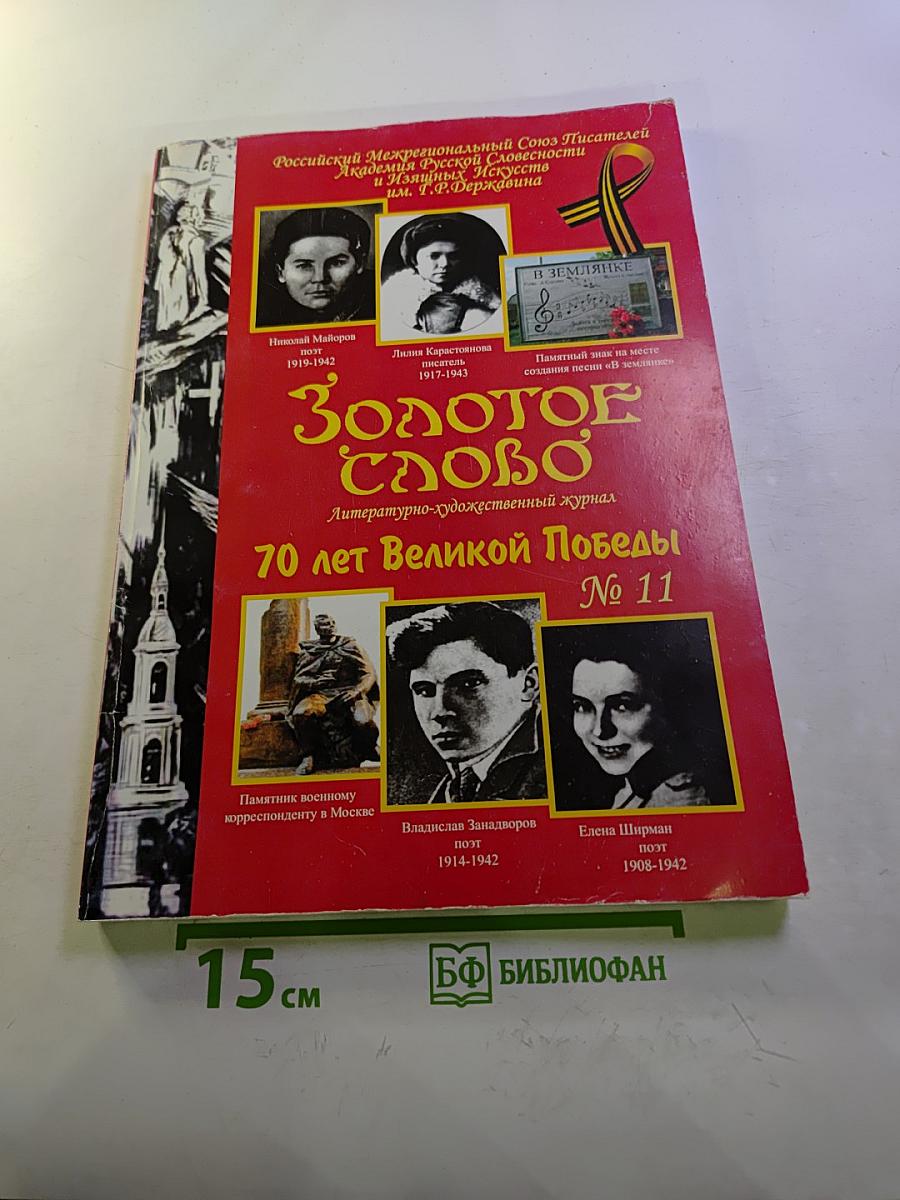 Российский Межрегиональный Союз Писателей
Академия Русской Словесности
и Изящных Искусств
им. Г.Р.Державина
В ЗЕМЛЯНКЕ
Николай Майоров
поэт
1919-1942
Лилия Карастоянова
писатель
1917-1943
Памятный знак на месте
создания песни «В землянке»
ЗОЛОТОЕ
СЛОВО
Литературно-художественный журнал
70 лет Великой Победы
№ 11
Памятник военному
корреспонденту в Москве
Владислав Занадворов
поэт
1914-1942
Елена Ширман
поэт
1908-1942
15 см
БФ БИБЛИОФАН